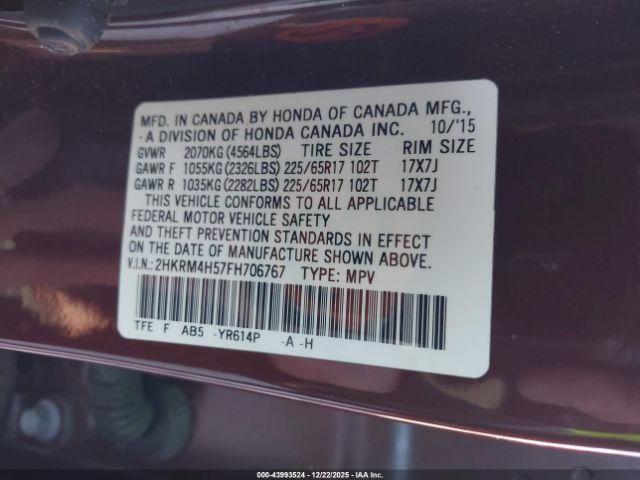 MFD. IN CANADA BY HONDA OF CANADA MFG.,
-A DIVISION OF HONDA CANADA INC. 10/'15
GVWR 2070KG (4564LBS) TIRE SIZE RIM SIZE
GAWR F 1055KG (2326LBS) 225/65R17 102T 17X7J
GAWR R 1035KG (2282LBS) 225/65R17 102T 17X7J
THIS VEHICLE CONFORMS TO ALL APPLICABLE
FEDERAL MOTOR VEHICLE SAFETY
AND THEFT PREVENTION STANDARDS IN EFFECT
ON THE DATE OF MANUFACTURE SHOWN ABOVE.
V.I.N.: 2HKRM4H57FH706767 TYPE: MPV
TFE F AB5 -YR614P -A -H
000-43993524 | 12/22/2025 | IAA Inc.